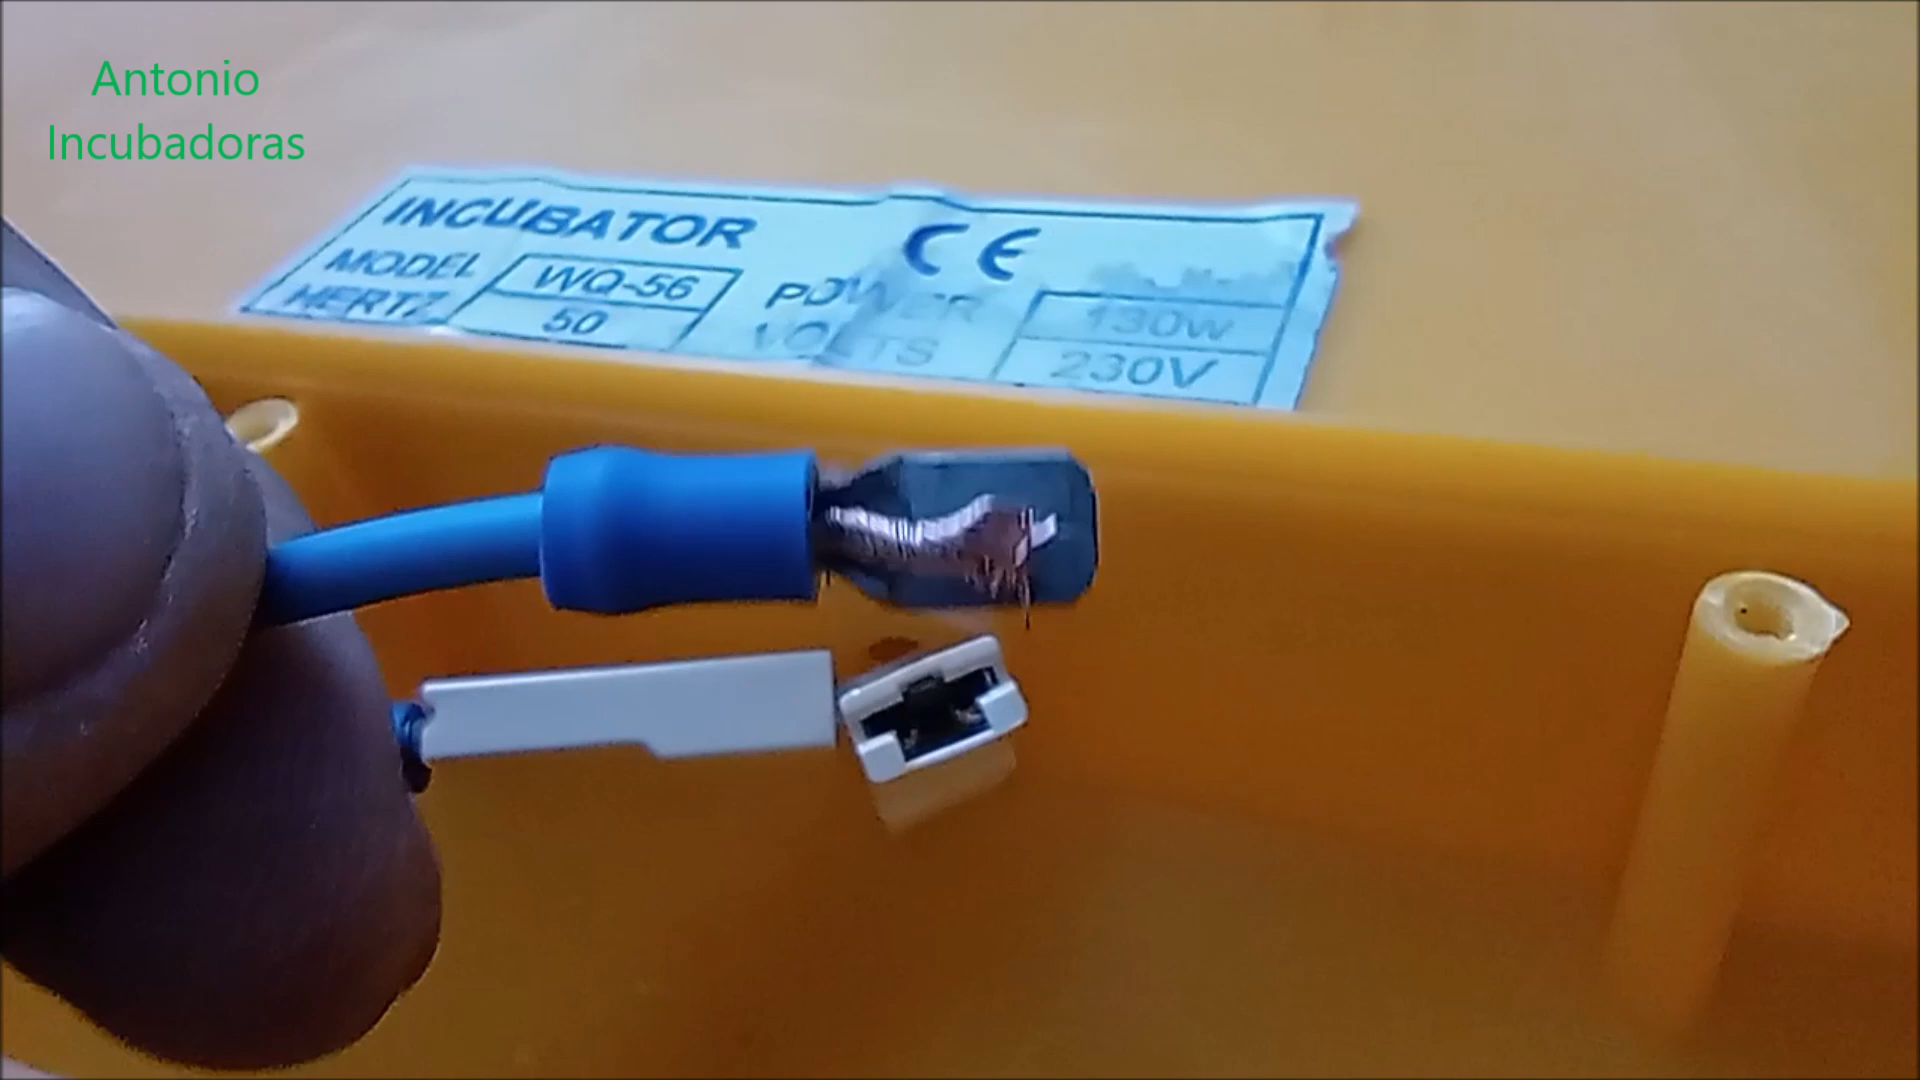 Antonio
Incubadoras
INCUBATOR CE
MODEL WQ-56 POWER 130W
HERTZ 50 VOLTS 230V